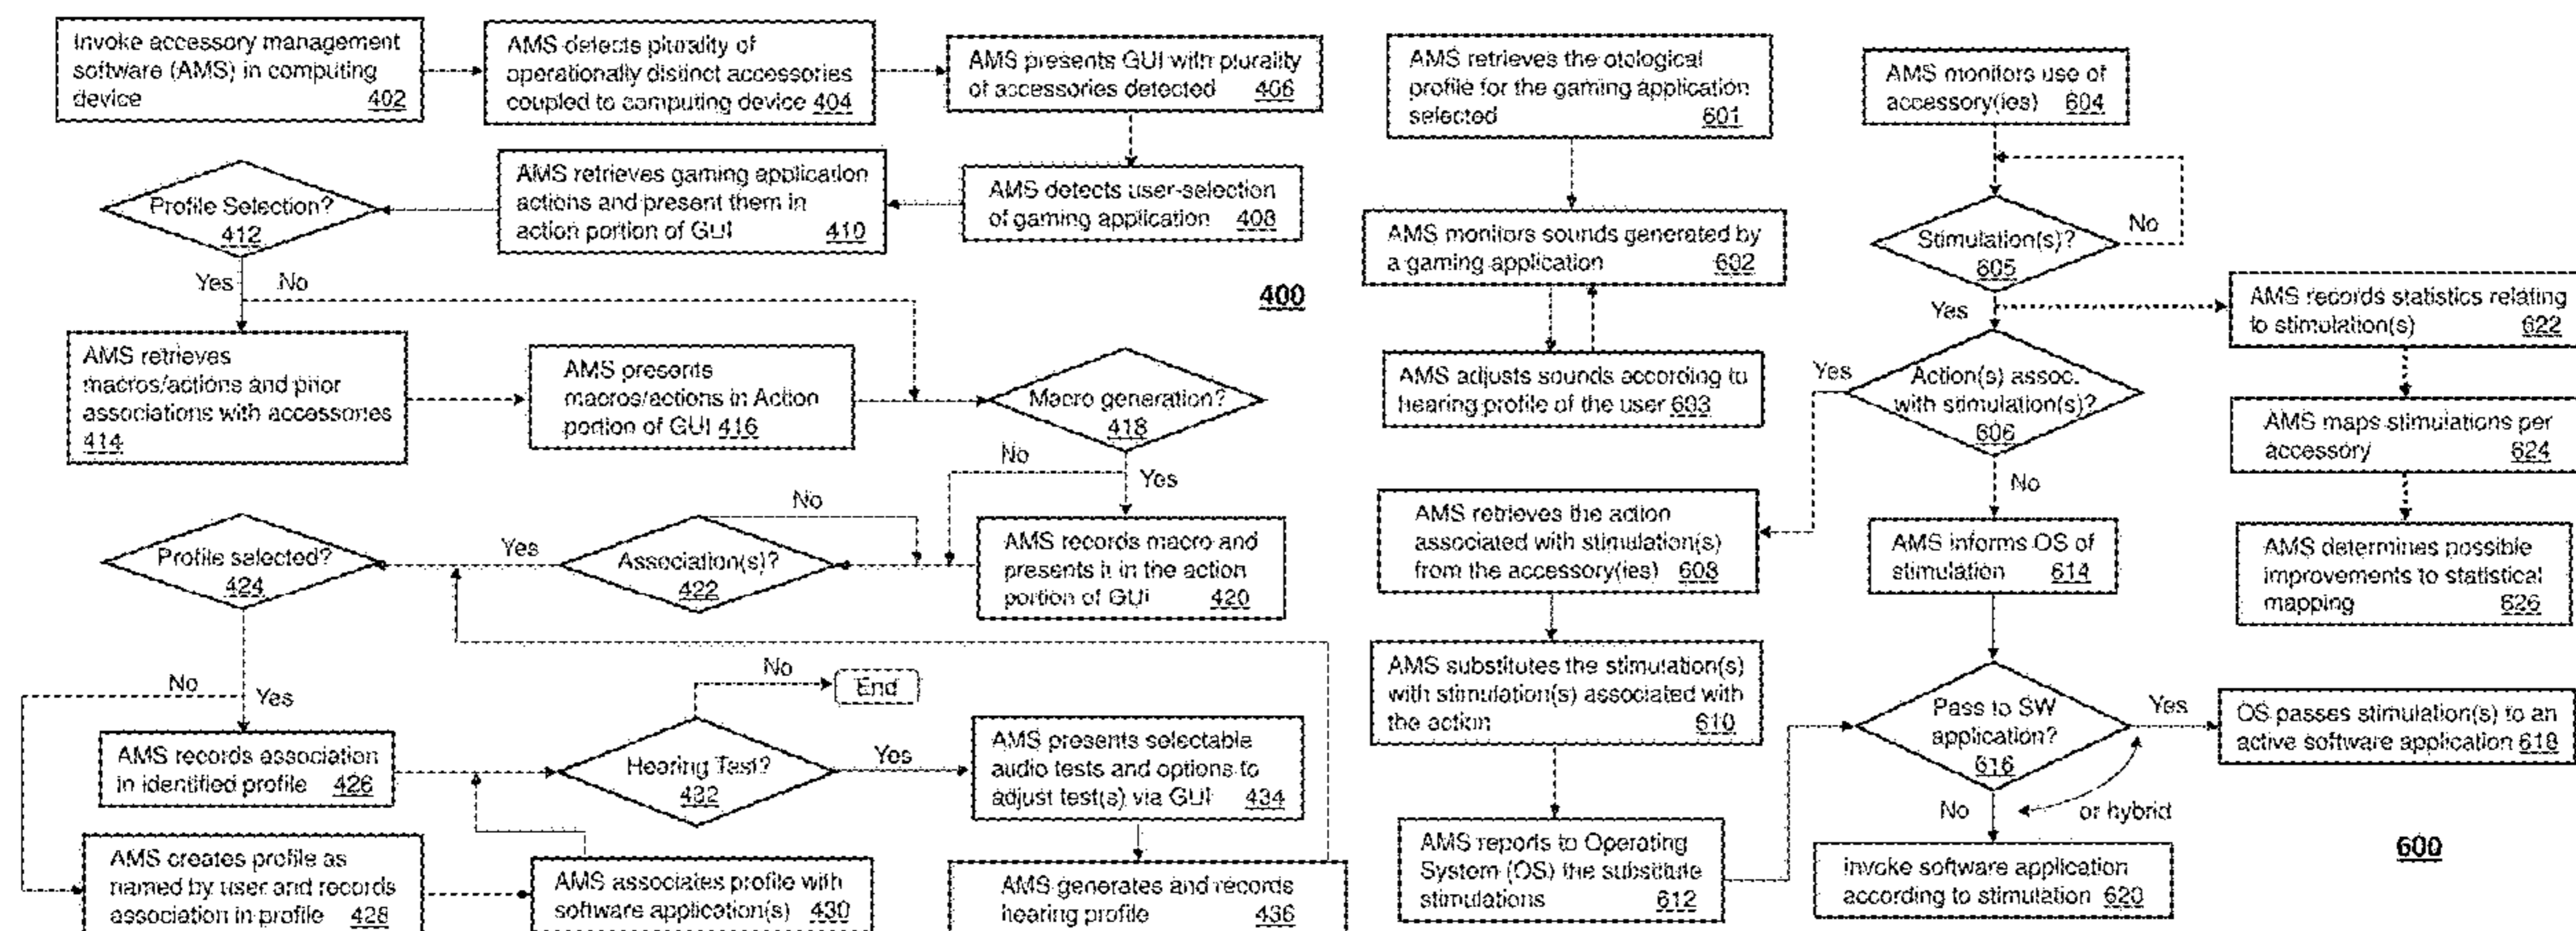 Invoke accessory management
software (AMS) in computing
device 402
AMS detects plurality of
operationally distinct accessories
coupled to computing device 404
AMS presents GUI with plurality
of accessories detected 406
AMS detects user-selection
of gaming application 408
AMS retrieves gaming application
actions and present them in
action portion of GUI 410
Profile Selection?
412
Yes
No
400
AMS retrieves
macros/actions and prior
associations with accessories
414
AMS presents
macros/actions in Action
portion of GUI 416
Macro generation?
418
No
Yes
AMS records macro and
presents it in the action
portion of GUI 420
No
Association(s)?
422
Yes
Profile selected?
424
No
Yes
AMS records association
in identified profile 426
AMS creates profile as
named by user and records
association in profile 428
AMS associates profile with
software application(s) 430
Hearing Test?
432
No
End
Yes
AMS presents selectable
audio tests and options to
adjust test(s) via GUI 434
AMS generates and records
hearing profile 436
AMS retrieves the otological
profile for the gaming application
selected 601
AMS monitors sounds generated by
a gaming application 602
AMS adjusts sounds according to
hearing profile of the user 603
AMS monitors use of
accessory(ies) 604
Stimulation(s)?
605
No
Yes
AMS records statistics relating
to stimulation(s) 622
AMS maps stimulations per
accessory 624
AMS determines possible
improvements to statistical
mapping 626
Action(s) assoc.
with stimulation(s)?
606
Yes
No
AMS retrieves the action
associated with stimulation(s)
from the accessory(ies) 608
AMS substitutes the stimulation(s)
with stimulation(s) associated with
the action 610
AMS reports to Operating
System (OS) the substitute
stimulations 612
AMS informs OS of
stimulation 614
Pass to SW
application?
616
Yes
OS passes stimulation(s) to an
active software application 618
No
or hybrid
invoke software application
according to stimulation 620
600